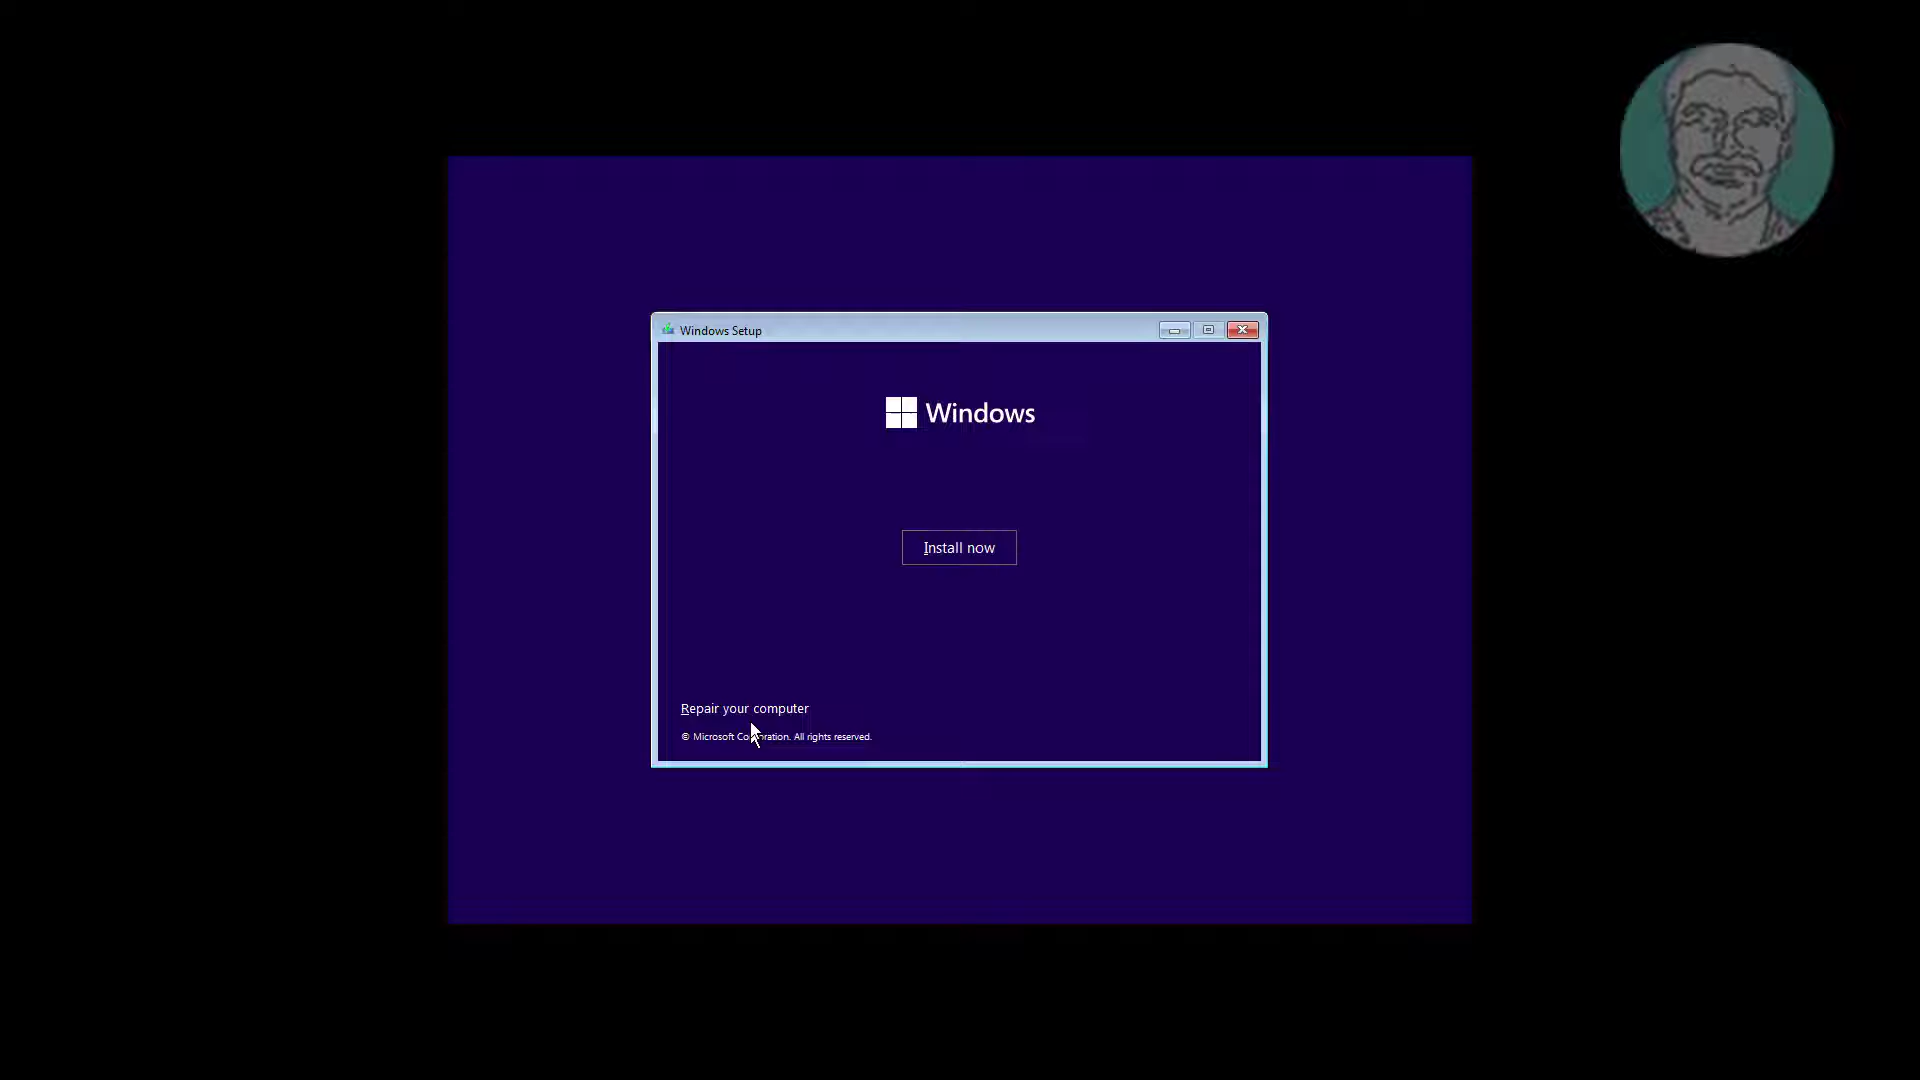 Windows Setup
Windows
Install now
Repair your computer
© Microsoft Corporation. All rights reserved.